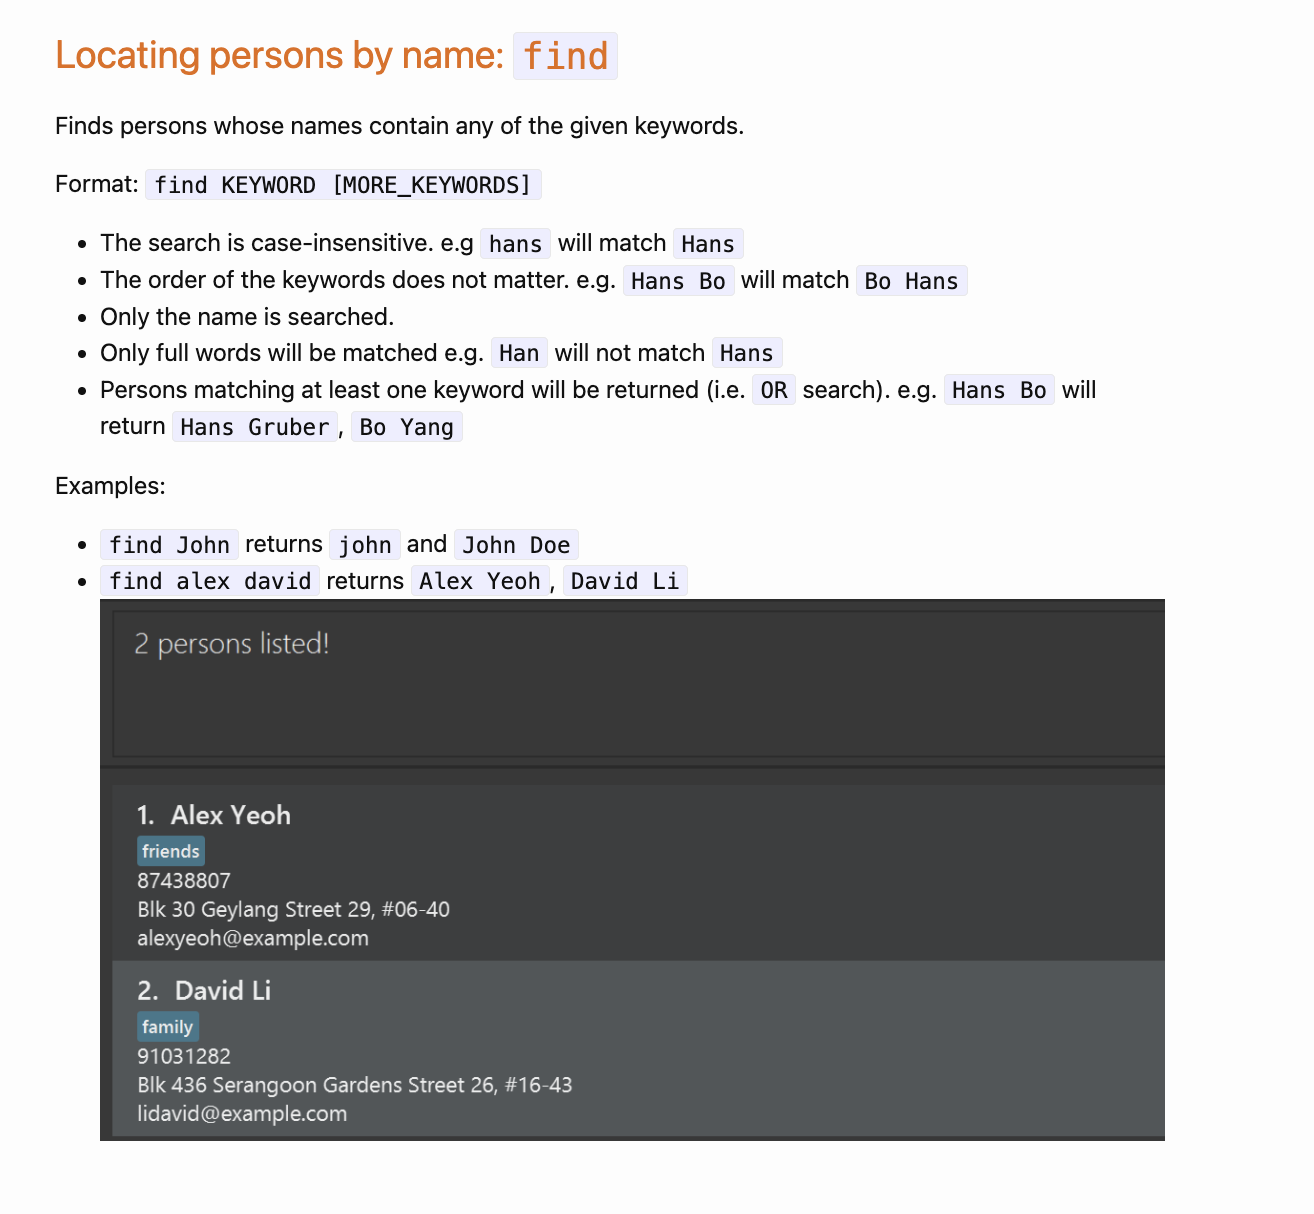 Locating persons by name: find
Finds persons whose names contain any of the given keywords.
Format: find KEYWORD [MORE_KEYWORDS]
The search is case-insensitive. e.g hans will match Hans
The order of the keywords does not matter. e.g. Hans Bo will match Bo Hans
Only the name is searched.
Only full words will be matched e.g. Han will not match Hans
Persons matching at least one keyword will be returned (i.e. OR search). e.g. Hans Bo will
return Hans Gruber, Bo Yang
Examples:
find John returns john and John Doe
find alex david returns Alex Yeoh, David Li
2 persons listed!
1. Alex Yeoh
friends
87438807
Blk 30 Geylang Street 29, #06-40
alexyeoh@example.com
2. David Li
family
91031282
Blk 436 Serangoon Gardens Street 26, #16-43
lidavid@example.com